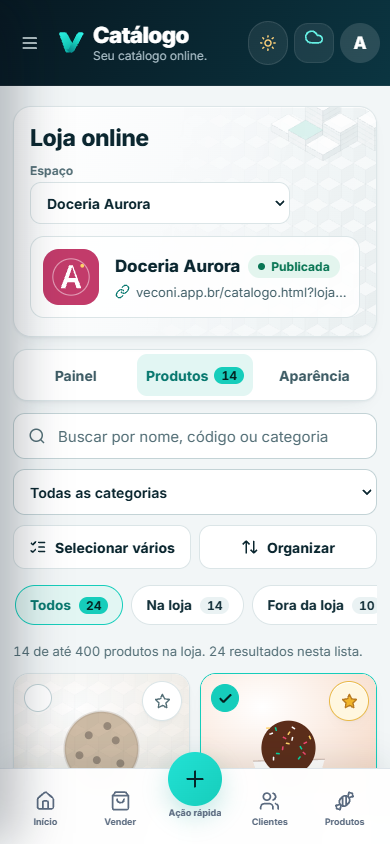 Catálogo
Seu catálogo online.
A
Loja online
Espaço
Doceria Aurora
A
Doceria Aurora
Publicada
veconi.app.br/catalogo.html?loja...
Painel
Produtos 14
Aparência
Buscar por nome, código ou categoria
Todas as categorias
Selecionar vários
Organizar
Todos 24
Na loja 14
Fora da loja 10
14 de até 400 produtos na loja. 24 resultados nesta lista.
Início
Vender
Ação rápida
Clientes
Produtos